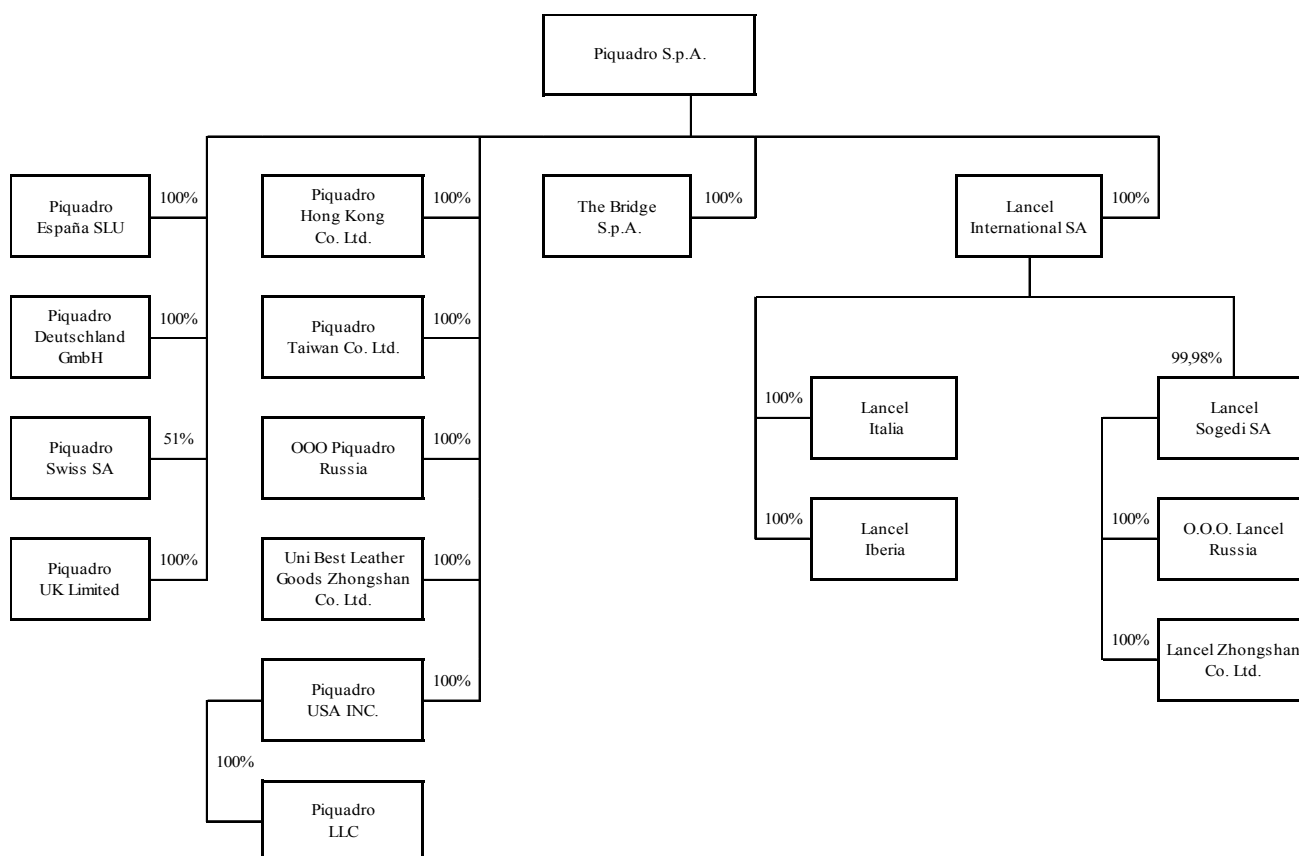 Piquadro S.p.A.
Piquadro
España SLU
100%
Piquadro
Hong Kong
Co. Ltd.
100%
The Bridge
S.p.A.
100%
Lancel
International SA
100%
Piquadro
Deutschland
GmbH
100%
Piquadro
Taiwan Co. Ltd.
100%
99,98%
Piquadro
Swiss SA
51%
OOO Piquadro
Russia
100%
100%
Lancel
Italia
Lancel
Sogedi SA
Piquadro
UK Limited
100%
Uni Best Leather
Goods Zhongshan
Co. Ltd.
100%
100%
Lancel
Iberia
100%
O.O.O. Lancel
Russia
Piquadro
USA INC.
100%
100%
Lancel Zhongshan
Co. Ltd.
100%
Piquadro
LLC